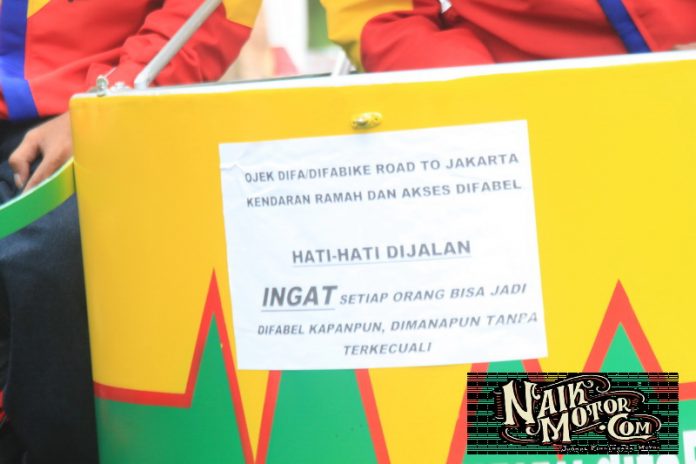 OJEK DIFA/DIFABIKE ROAD TO JAKARTA
KENDARAN RAMAH DAN AKSES DIFABEL
HATI-HATI DIJALAN
INGAT SETIAP ORANG BISA JADI
DIFABEL KAPANPUN, DIMANAPUN TANPA
TERKECUALI
NAIK
MOTOR.COM